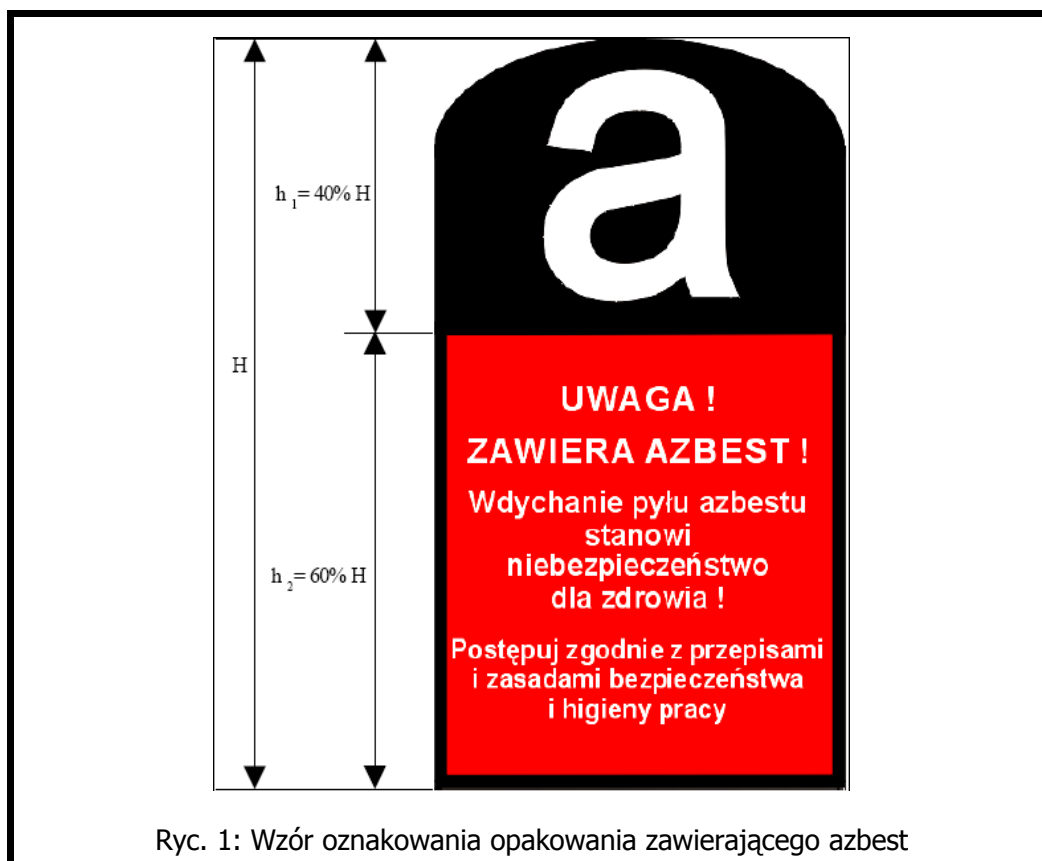 a
h 1 = 40% H
H
UWAGA !
ZAWIERA AZBEST !
Wdychanie pyłu azbestu
stanowi
niebezpieczeństwo
dla zdrowia !
h 2 = 60% H
Postępuj zgodnie z przepisami
i zasadami bezpieczeństwa
i higieny pracy
Ryc. 1: Wzór oznakowania opakowania zawierającego azbest